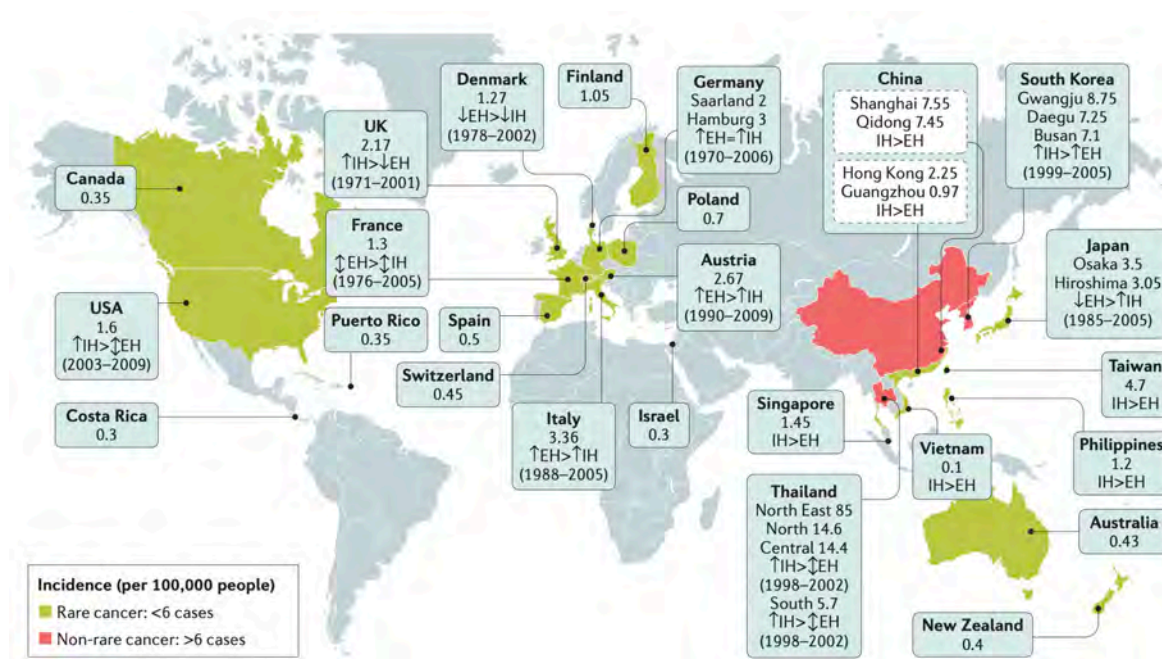 Canada
0.35
USA
1.6
↑IH>↕EH
(2003–2009)
Costa Rica
0.3
UK
2.17
↑IH>↓EH
(1971–2001)
France
1.3
↕EH>↕IH
(1976–2005)
Puerto Rico
0.35
Denmark
1.27
↓EH>↓IH
(1978–2002)
Finland
1.05
Germany
Saarland 2
Hamburg 3
↑EH=↑IH
(1970–2006)
Poland
0.7
Austria
2.67
↑EH>↑IH
(1990–2009)
Spain
0.5
Switzerland
0.45
Italy
3.36
↑EH>↑IH
(1988–2005)
Israel
0.3
China
Shanghai 7.55
Qidong 7.45
IH>EH
Hong Kong 2.25
Guangzhou 0.97
IH>EH
South Korea
Gwangju 8.75
Daegu 7.25
Busan 7.1
↑IH>↑EH
(1999–2005)
Japan
Osaka 3.5
Hiroshima 3.05
↓EH>↑IH
(1985–2005)
Taiwan
4.7
IH>EH
Singapore
1.45
IH>EH
Vietnam
0.1
IH>EH
Philippines
1.2
IH>EH
Thailand
North East 85
North 14.6
Central 14.4
↑IH>↕EH
(1998–2002)
South 5.7
↑IH>↕EH
(1998–2002)
Australia
0.43
New Zealand
0.4
Incidence (per 100,000 people)
Rare cancer: <6 cases
Non-rare cancer: >6 cases